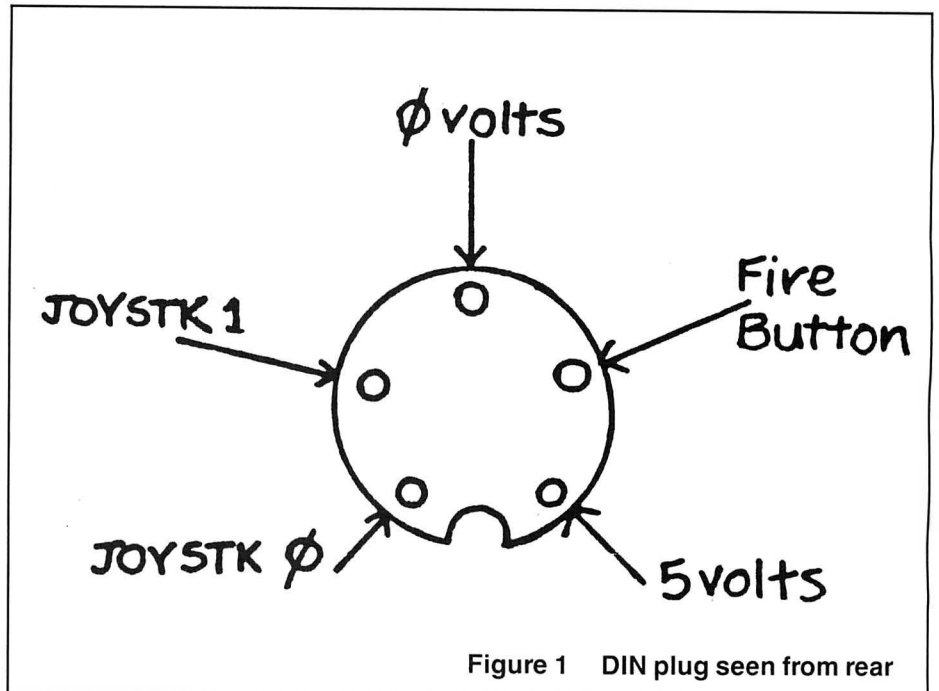 ∅ volts
JOYSTK 1
Fire
Button
JOYSTK ∅
5 volts
Figure 1 DIN plug seen from rear